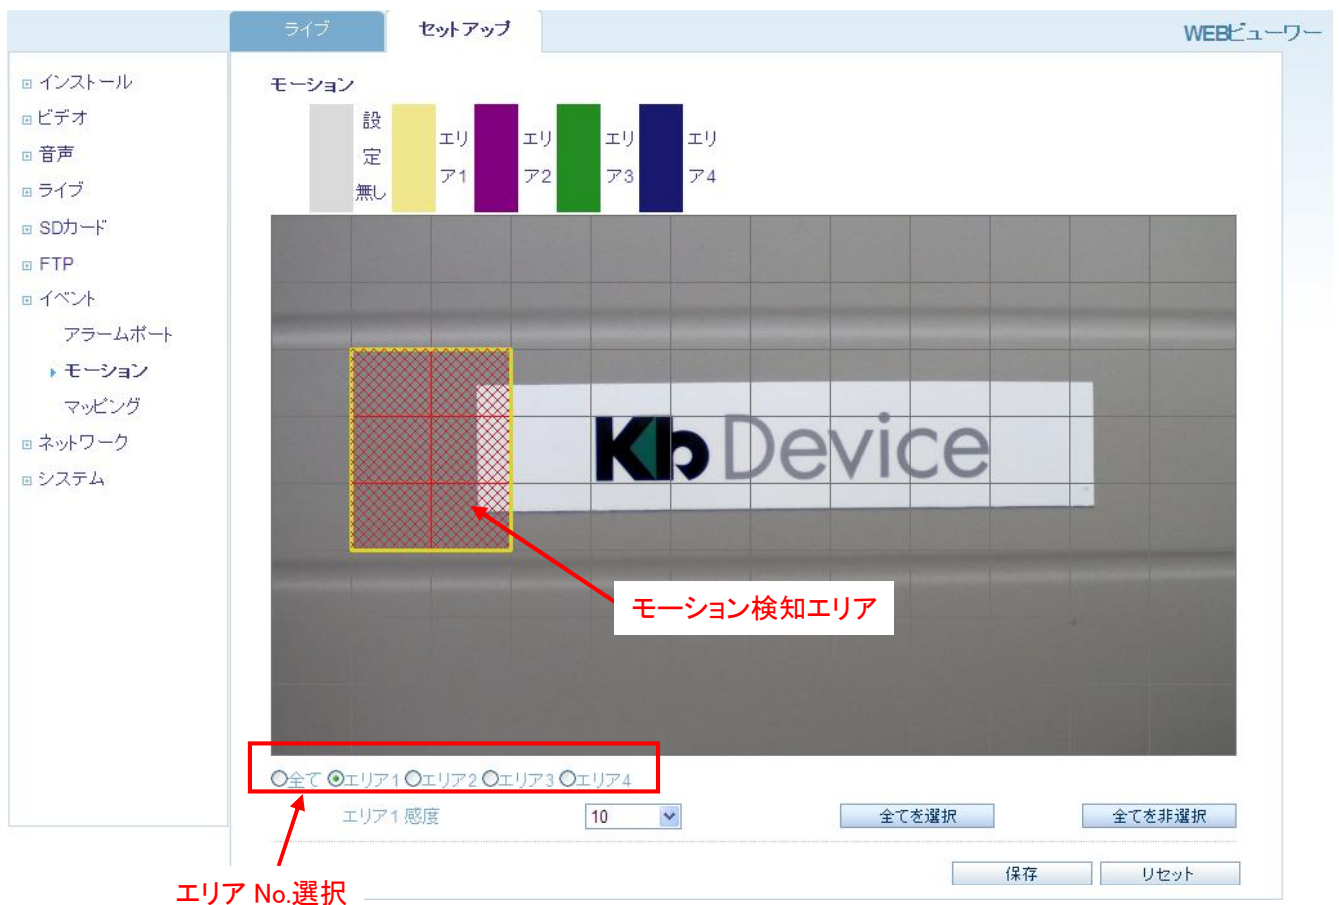 ライブ
セットアップ
WEBビューワー
インストール
ビデオ
音声
ライブ
SDカード
FTP
イベント
アラームポート
モーション
マッピング
ネットワーク
システム
モーション
設定無し
エリア1
エリア2
エリア3
エリア4
Kb Device
モーション検知エリア
全て エリア1 エリア2 エリア3 エリア4
エリア1 感度
10
全てを選択
全てを非選択
保存
リセット
エリア No.選択